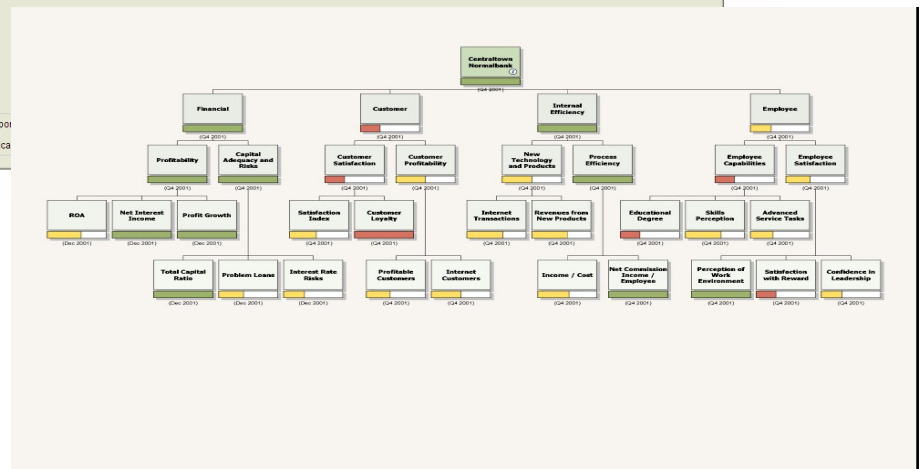 Centraltown
Normalbank
(Q4 2001)
Financial
(Q4 2001)
Customer
(Q4 2001)
Internal
Efficiency
(Q4 2001)
Employee
(Q4 2001)
Profitability
(Q4 2001)
Capital
Adequacy and
Risks
(Q4 2001)
Customer
Satisfaction
(Q4 2001)
Customer
Profitability
(Q4 2001)
New
Technology
and Products
(Q4 2001)
Process
Efficiency
(Q4 2001)
Employee
Capabilities
(Q4 2001)
Employee
Satisfaction
(Q4 2001)
ROA
(Dec 2001)
Net Interest
Income
(Dec 2001)
Profit Growth
(Dec 2001)
Satisfaction
Index
(Q4 2001)
Customer
Loyalty
(Q4 2001)
Internet
Transactions
(Q4 2001)
Revenues from
New Products
(Q4 2001)
Educational
Degree
(Q4 2001)
Skills
Perception
(Q4 2001)
Advanced
Service Tasks
(Q4 2001)
Total Capital
Ratio
(Dec 2001)
Problem Loans
(Dec 2001)
Interest Rate
Risks
(Dec 2001)
Profitable
Customers
(Q4 2001)
Internet
Customers
(Q4 2001)
Income / Cost
(Q4 2001)
Net Commission
Income /
Employee
(Q4 2001)
Perception of
Work
Environment
(Q4 2001)
Satisfaction
with Reward
(Q4 2001)
Confidence in
Leadership
(Q4 2001)